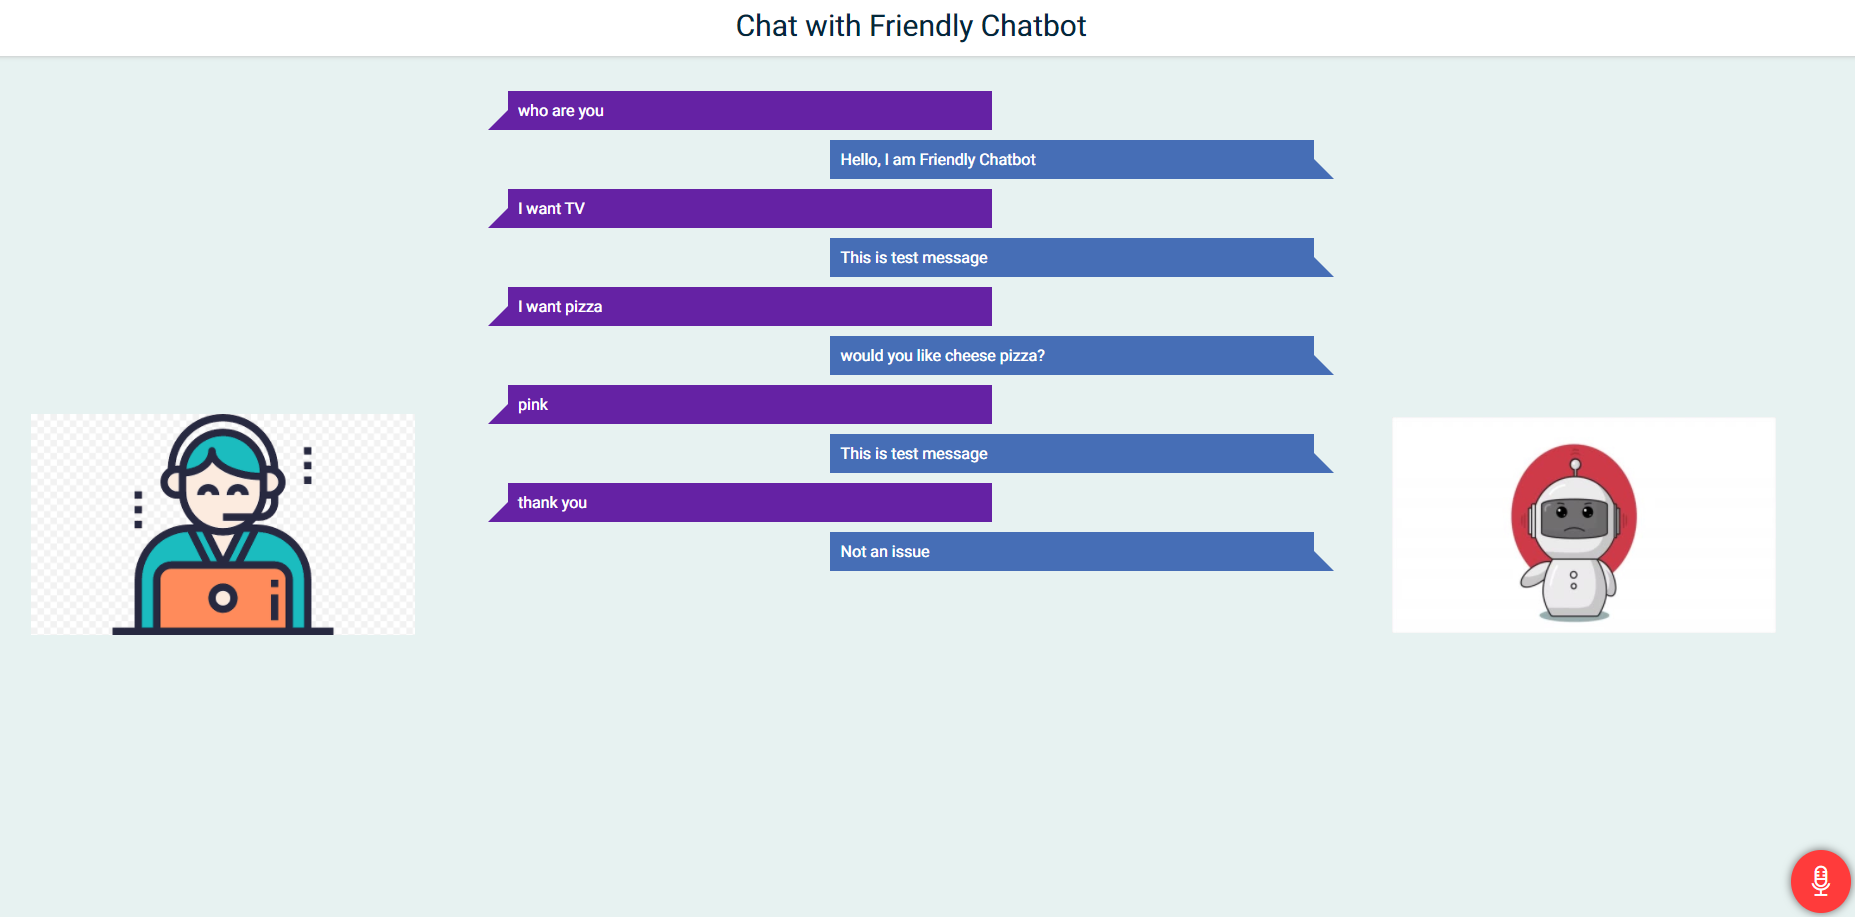 Chat with Friendly Chatbot
who are you
Hello, I am Friendly Chatbot
I want TV
This is test message
I want pizza
would you like cheese pizza?
pink
This is test message
thank you
Not an issue